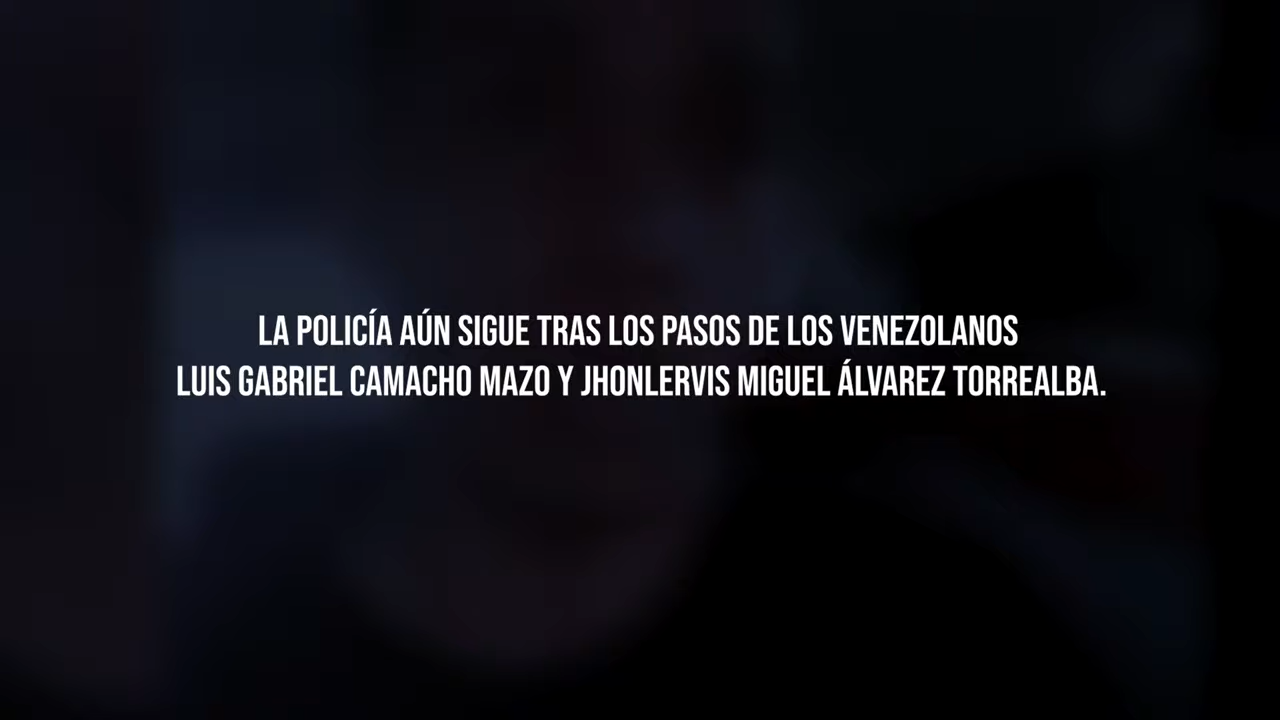 LA POLICÍA AÚN SIGUE TRAS LOS PASOS DE LOS VENEZOLANOS
LUIS GABRIEL CAMACHO MAZO Y JHONLERVIS MIGUEL ÁLVAREZ TORREALBA.